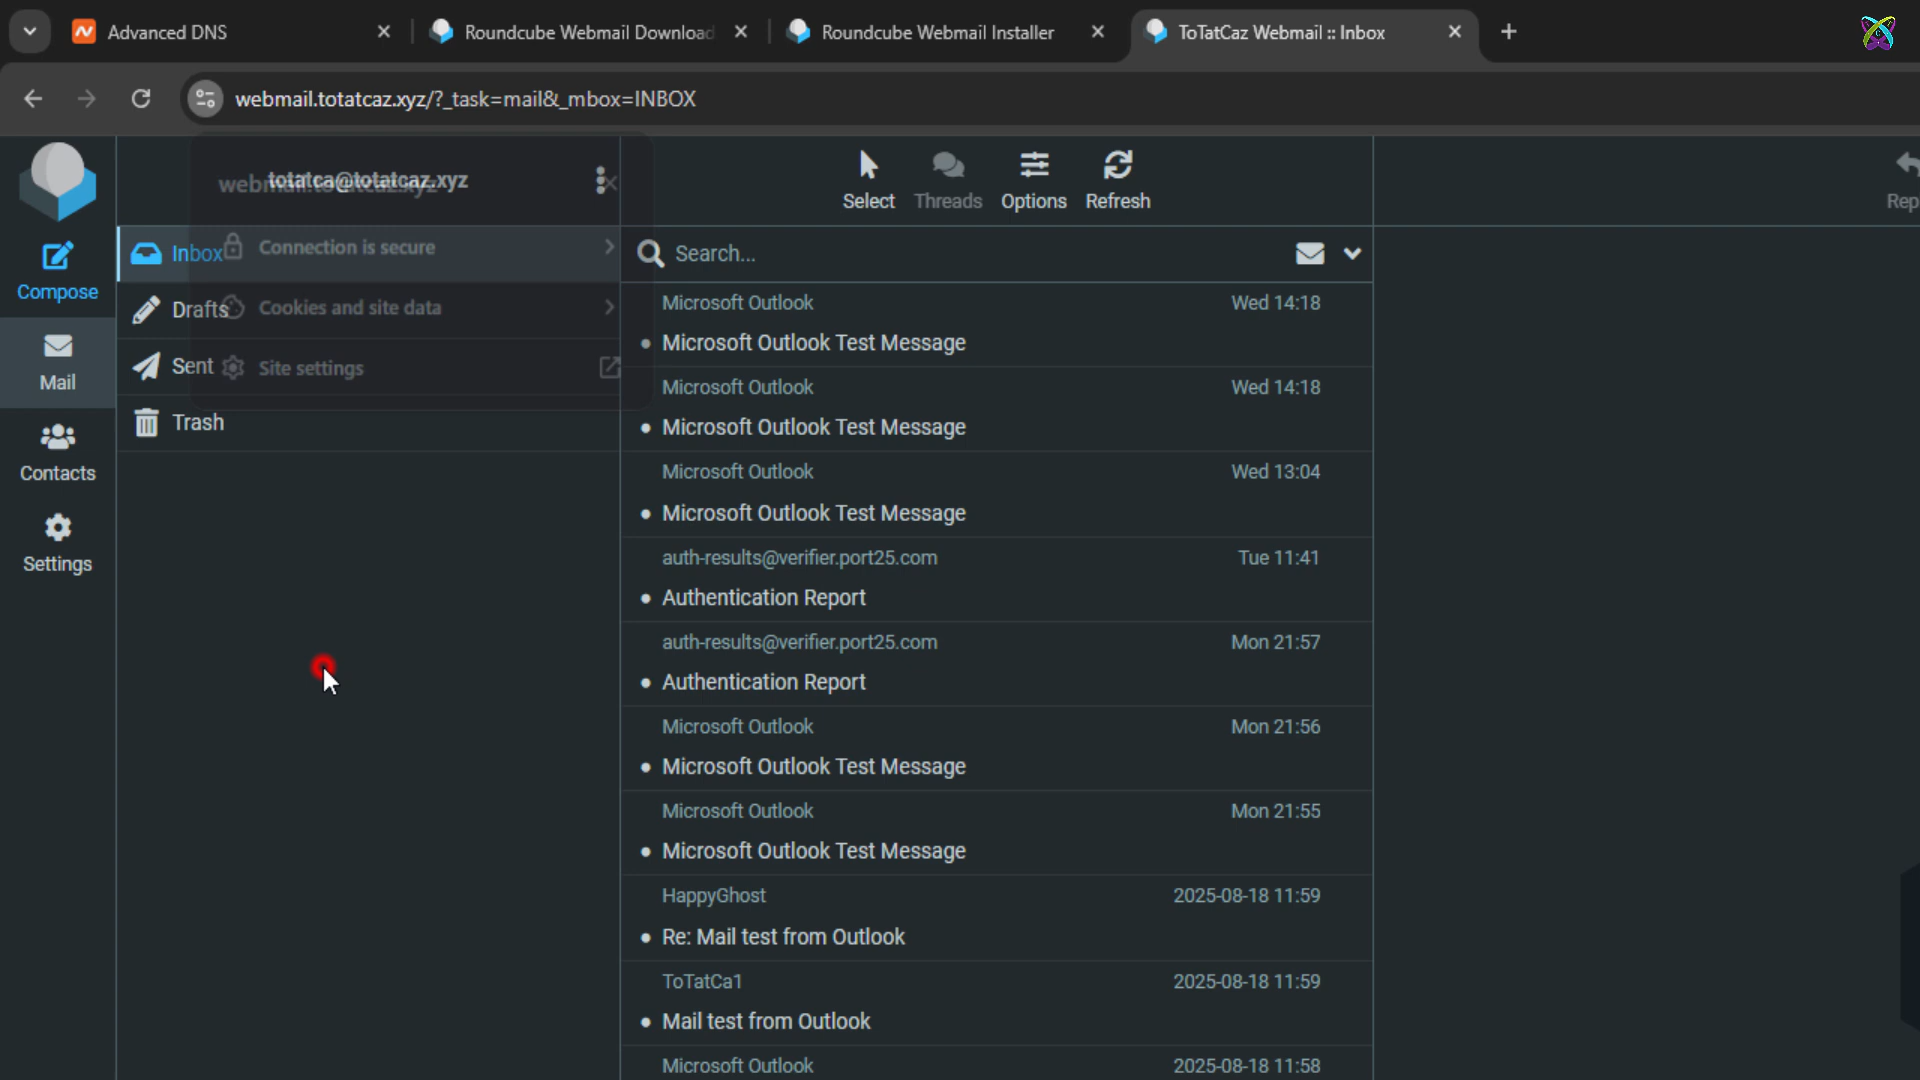 Advanced DNS
Roundcube Webmail Download
Roundcube Webmail Installer
ToTatCaz Webmail :: Inbox
webmail.totatcaz.xyz/?_task=mail&_mbox=INBOX
webmail.totatcaz.xyz
totatca@totatcaz.xyz
Select
Threads
Options
Refresh
Rep
Compose
Mail
Contacts
Settings
Inbox
Drafts
Sent
Trash
Connection is secure
Cookies and site data
Site settings
Search...
Microsoft Outlook Wed 14:18
• Microsoft Outlook Test Message
Microsoft Outlook Wed 14:18
• Microsoft Outlook Test Message
Microsoft Outlook Wed 13:04
• Microsoft Outlook Test Message
auth-results@verifier.port25.com Tue 11:41
• Authentication Report
auth-results@verifier.port25.com Mon 21:57
• Authentication Report
Microsoft Outlook Mon 21:56
• Microsoft Outlook Test Message
Microsoft Outlook Mon 21:55
• Microsoft Outlook Test Message
HappyGhost 2025-08-18 11:59
• Re: Mail test from Outlook
ToTatCa1 2025-08-18 11:59
• Mail test from Outlook
Microsoft Outlook 2025-08-18 11:58